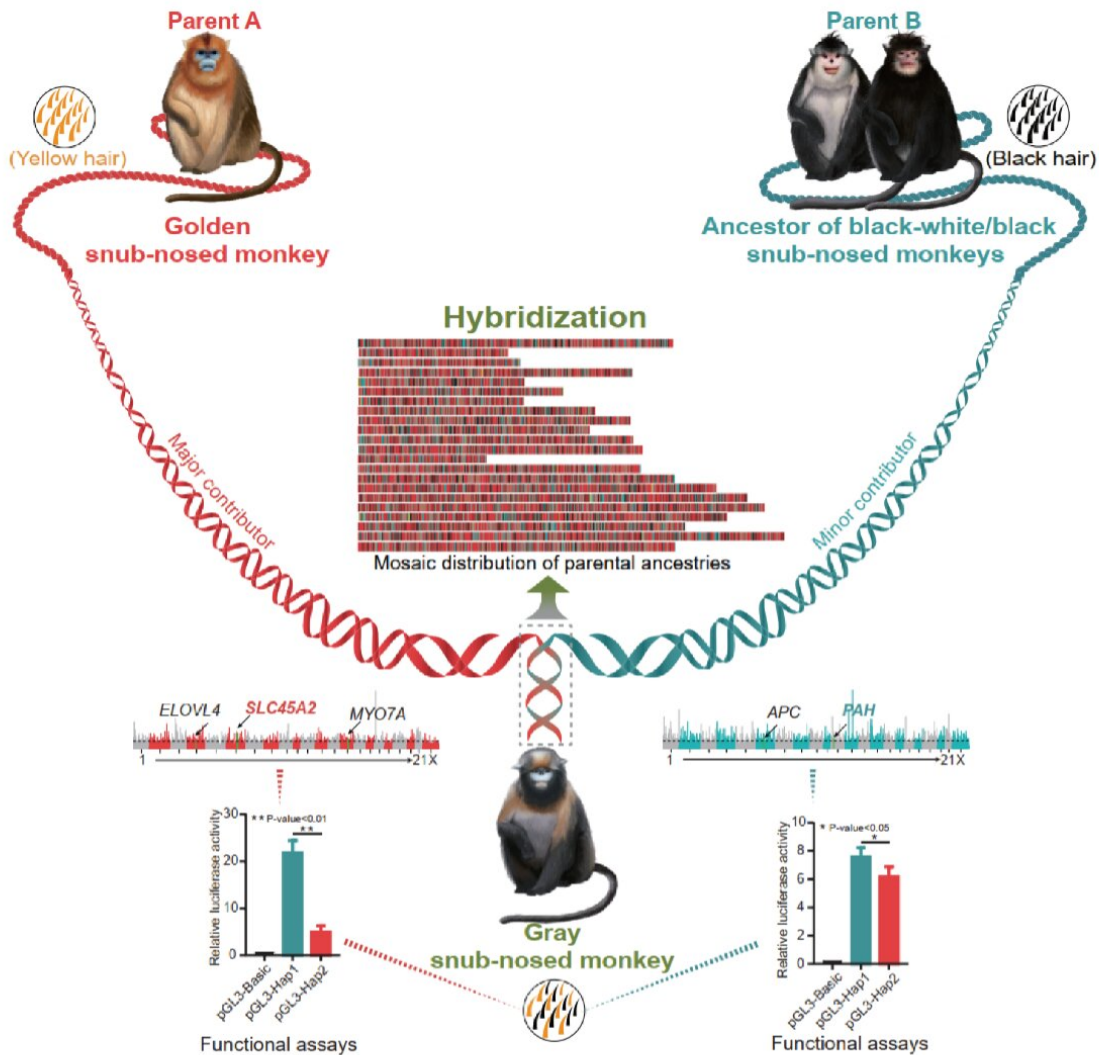 Parent A
Parent B
(Yellow hair)
(Black hair)
Golden
snub-nosed monkey
Ancestor of black-white/black
snub-nosed monkeys
Hybridization
Major contributor
Minor contributor
Mosaic distribution of parental ancestries
ELOVL4
SLC45A2
MYO7A
1
21X
APC
PAH
1
21X
30
20
10
0
Relative luciferase activity
** P-value<0.01
**
pGL3-Basic
pGL3-Hap1
pGL3-Hap2
Functional assays
Gray
snub-nosed monkey
10
8
6
4
2
0
Relative luciferase activity
* P-value<0.05
*
pGL3-Basic
pGL3-Hap1
pGL3-Hap2
Functional assays